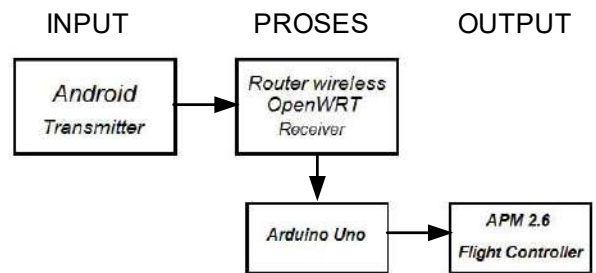 INPUT PROSES OUTPUT
Android
Transmitter
Router wireless
OpenWRT
Receiver
Arduino Uno
APM 2.6
Flight Controller